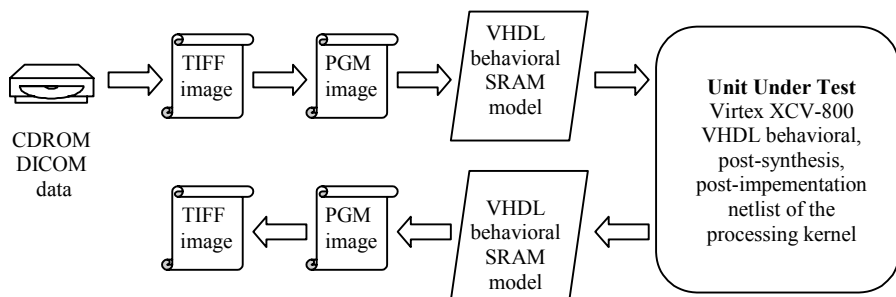 CDROM
DICOM
data
TIFF
image
PGM
image
VHDL
behavioral
SRAM
model
Unit Under Test
Virtex XCV-800
VHDL behavioral,
post-synthesis,
post-impementation
netlist of the
processing kernel
VHDL
behavioral
SRAM
model
PGM
image
TIFF
image